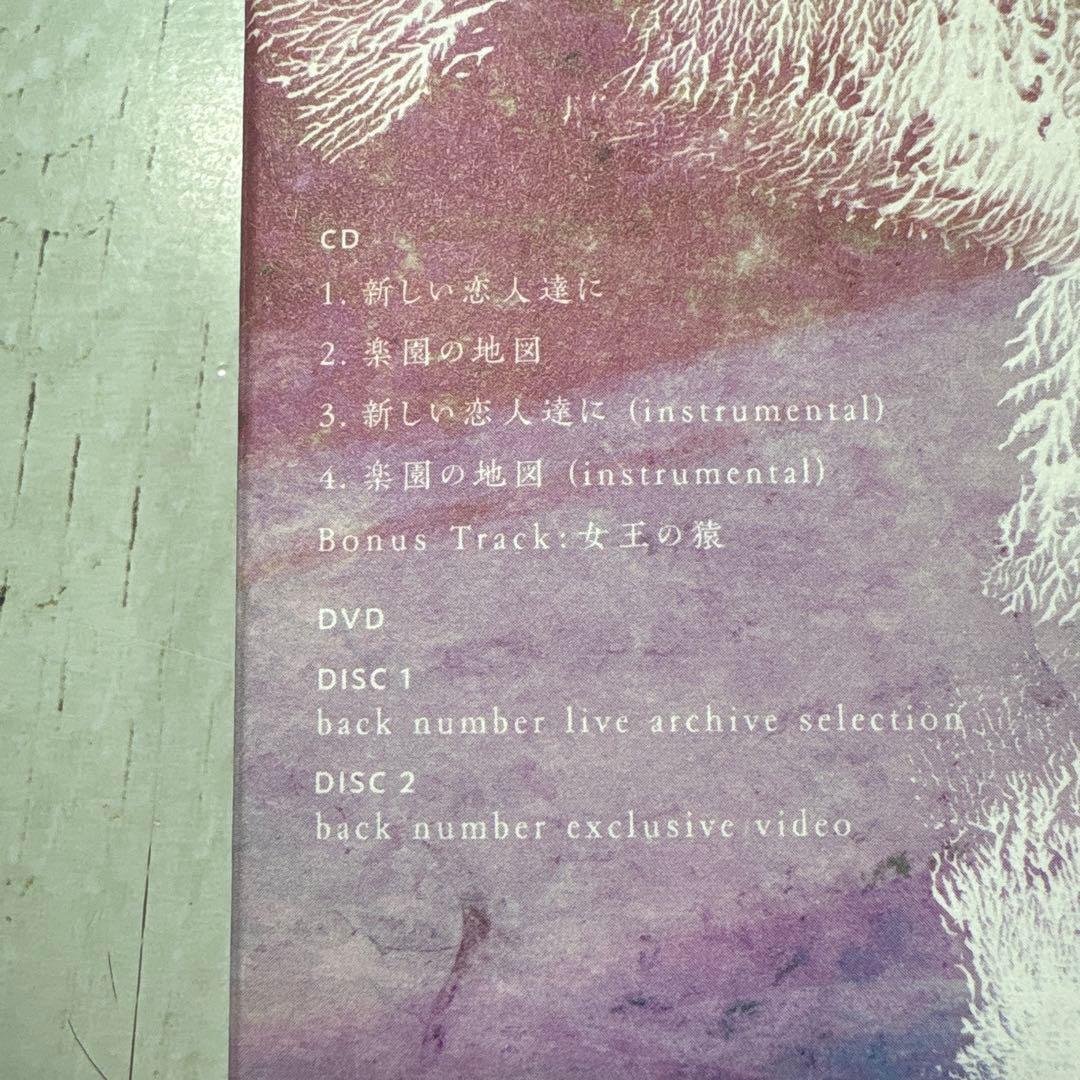 CD
1. 新しい恋人達に
2. 楽園の地図
3. 新しい恋人達に (instrumental)
4. 楽園の地図 (instrumental)
Bonus Track:女王の猿
DVD
DISC 1
back number live archive selection
DISC 2
back number exclusive video